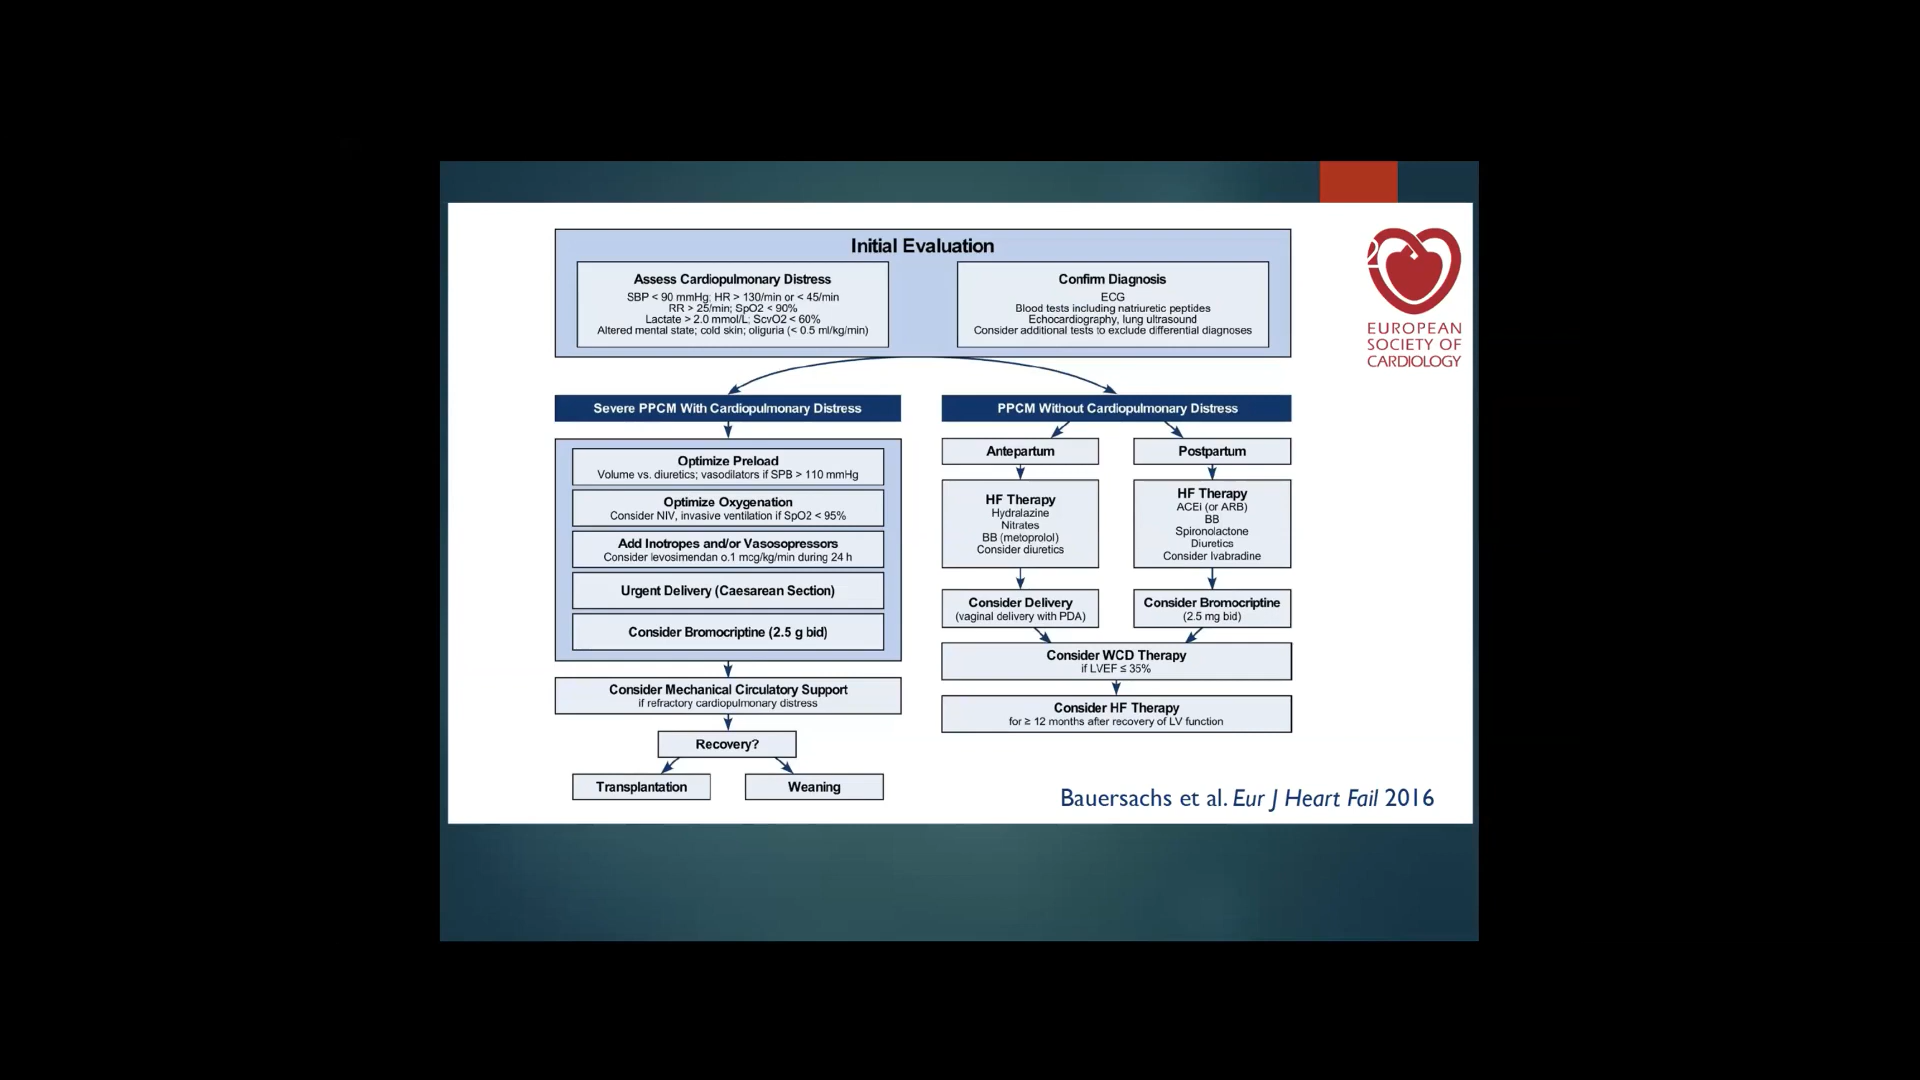 Initial Evaluation
Assess Cardiopulmonary Distress
SBP < 90 mmHg; HR > 130/min or < 45/min
RR > 25/min; SpO2 < 90%
Lactate > 2.0 mmol/L; ScvO2 < 60%
Altered mental state; cold skin; oliguria (< 0.5 ml/kg/min)
Confirm Diagnosis
ECG
Blood tests including natriuretic peptides
Echocardiography, lung ultrasound
Consider additional tests to exclude differential diagnoses
2
EUROPEAN
SOCIETY OF
CARDIOLOGY
Severe PPCM With Cardiopulmonary Distress
Optimize Preload
Volume vs. diuretics; vasodilators if SPB > 110 mmHg
Optimize Oxygenation
Consider NIV, invasive ventilation if SpO2 < 95%
Add Inotropes and/or Vasosopressors
Consider levosimendan o.1 mcg/kg/min during 24 h
Urgent Delivery (Caesarean Section)
Consider Bromocriptine (2.5 g bid)
Consider Mechanical Circulatory Support
if refractory cardiopulmonary distress
Recovery?
Transplantation
Weaning
PPCM Without Cardiopulmonary Distress
Antepartum
HF Therapy
Hydralazine
Nitrates
BB (metoprolol)
Consider diuretics
Consider Delivery
(vaginal delivery with PDA)
Postpartum
HF Therapy
ACEi (or ARB)
BB
Spironolactone
Diuretics
Consider Ivabradine
Consider Bromocriptine
(2.5 mg bid)
Consider WCD Therapy
if LVEF ≤ 35%
Consider HF Therapy
for ≥ 12 months after recovery of LV function
Bauersachs et al. Eur J Heart Fail 2016